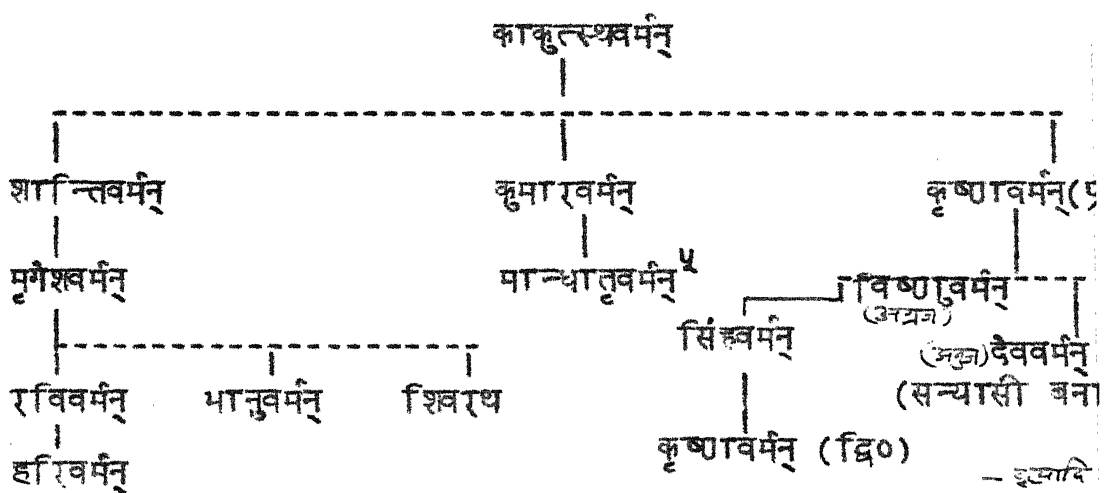 काकुत्स्थवर्मन्
शान्तिवर्मन् कुमारवर्मन् कृष्णवर्मन् (प्र
मृगेशवर्मन् मान्धातृवर्मन्५ विष्णुवर्मन्
(अग्रज)
सिंहवर्मन् (अनुज) देववर्मन्
रविवर्मन् भानुवर्मन् शिवरथ (सन्यासी बना
हरिवर्मन् कृष्णवर्मन् (द्वि०)